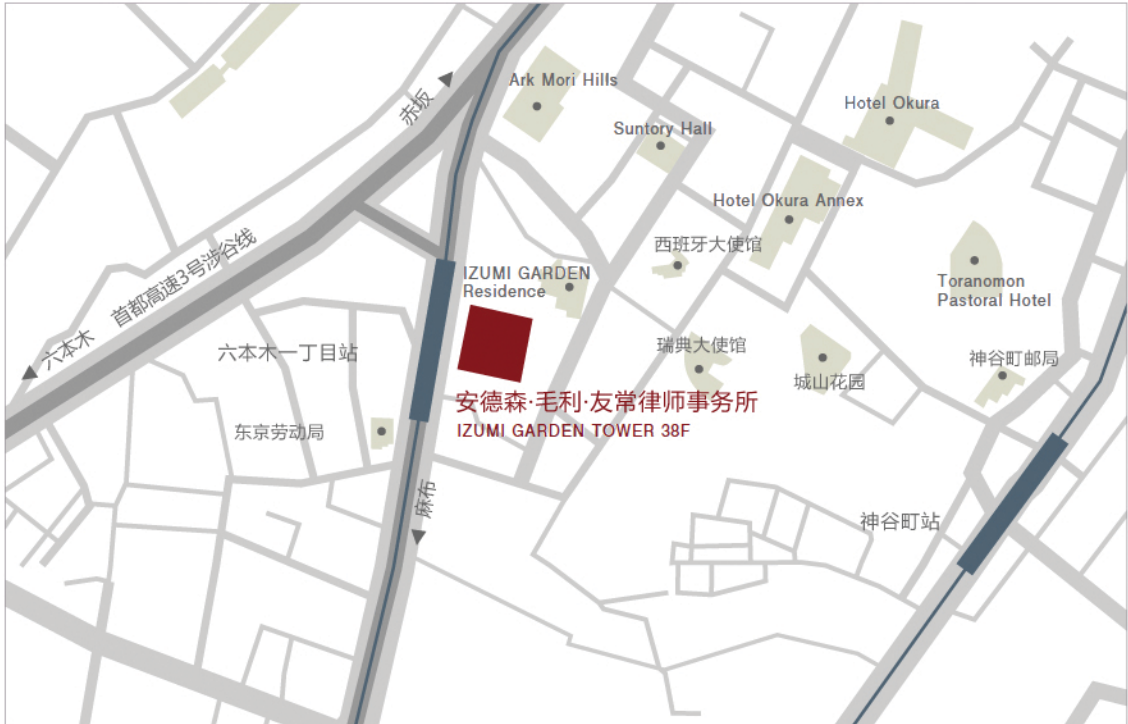 Ark Mori Hills
赤坂
Hotel Okura
Suntory Hall
Hotel Okura Annex
西班牙大使馆
首都高速3号涉谷线
IZUMI GARDEN
Residence
Toranomon
Pastoral Hotel
六本木
六本木一丁目站
瑞典大使馆
神谷町邮局
城山花园
安德森·毛利·友常律师事务所
IZUMI GARDEN TOWER 38F
东京劳动局
麻布
神谷町站